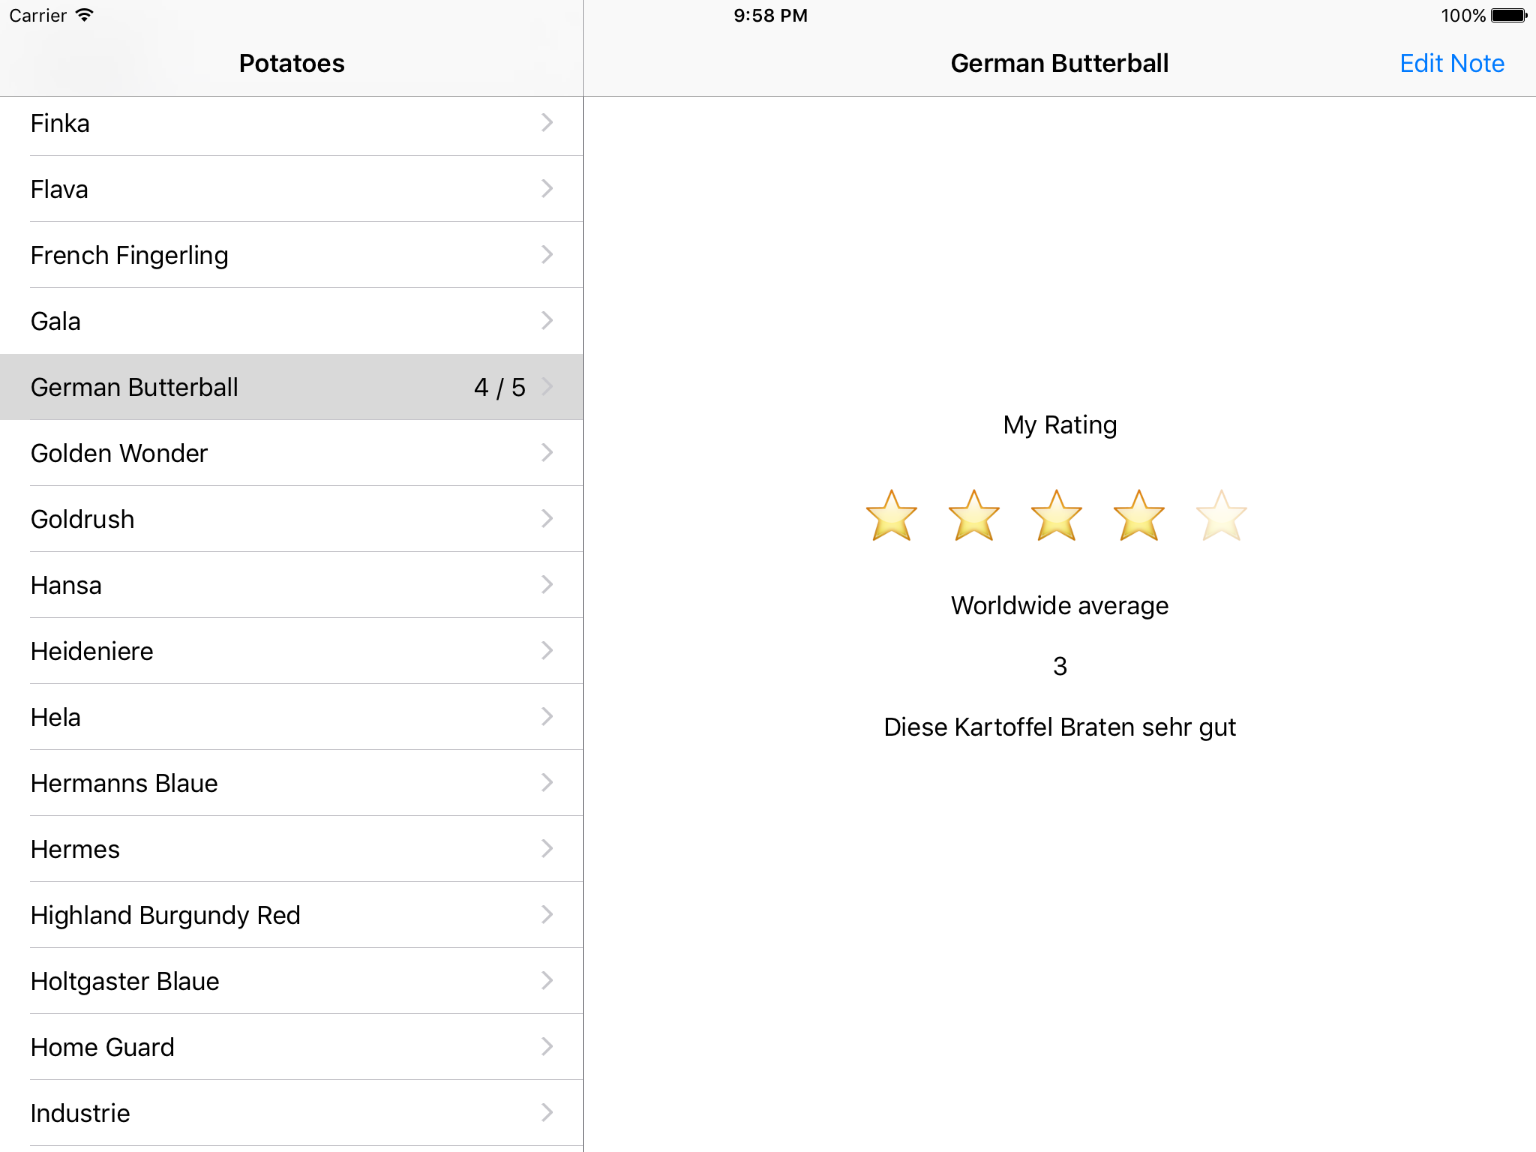 Carrier
9:58 PM
100%
Potatoes
German Butterball
Edit Note
Finka
Flava
French Fingerling
Gala
German Butterball 4 / 5
Golden Wonder
Goldrush
Hansa
Heideniere
Hela
Hermanns Blaue
Hermes
Highland Burgundy Red
Holtgaster Blaue
Home Guard
Industrie
My Rating
Worldwide average
3
Diese Kartoffel Braten sehr gut